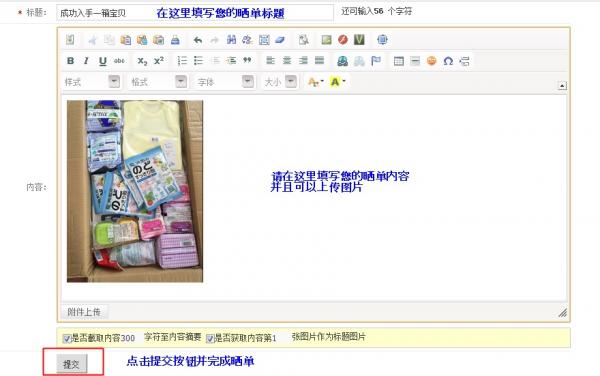 * 标题: 成功入手一箱宝贝 在这里填写您的晒单标题 还可输入56 个字符
B I U abc x₂ x²
样式 格式 字体 大小 A A
のど
请在这里填写您的晒单内容
并且可以上传图片
内容:
附件上传
是否截取内容300 字符至内容摘要 是否获取内容第1 张图片作为标题图片
提交 点击提交按钮并完成晒单